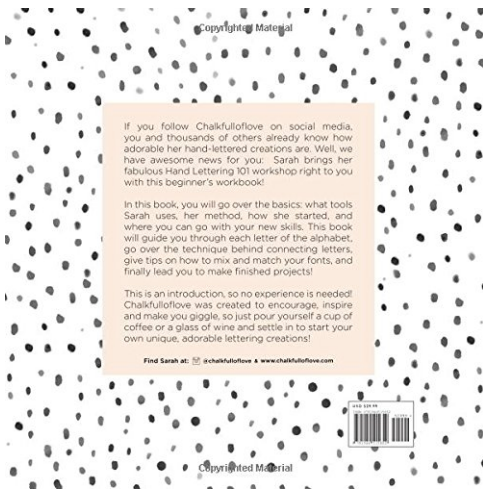 Copyrighted Material
If you follow Chalkfulloflove on social media,
you and thousands of others already know how
adorable her hand-lettered creations are. Well, we
have awesome news for you: Sarah brings her
fabulous Hand Lettering 101 workshop right to you
with this beginner's workbook!
In this book, you will go over the basics: what tools
Sarah uses, her method, how she started, and
where you can go with your new skills. This book
will guide you through each letter of the alphabet,
go over the technique behind connecting letters,
give tips on how to mix and match your fonts, and
finally lead you to make finished projects!
This is an introduction, so no experience is needed!
Chalkfulloflove was created to encourage, inspire
and make you giggle, so just pour yourself a cup of
coffee or a glass of wine and settle in to start your
own unique, adorable lettering creations!
Find Sarah at: @chalkfulloflove & www.chalkfulloflove.com
Copyrighted Material